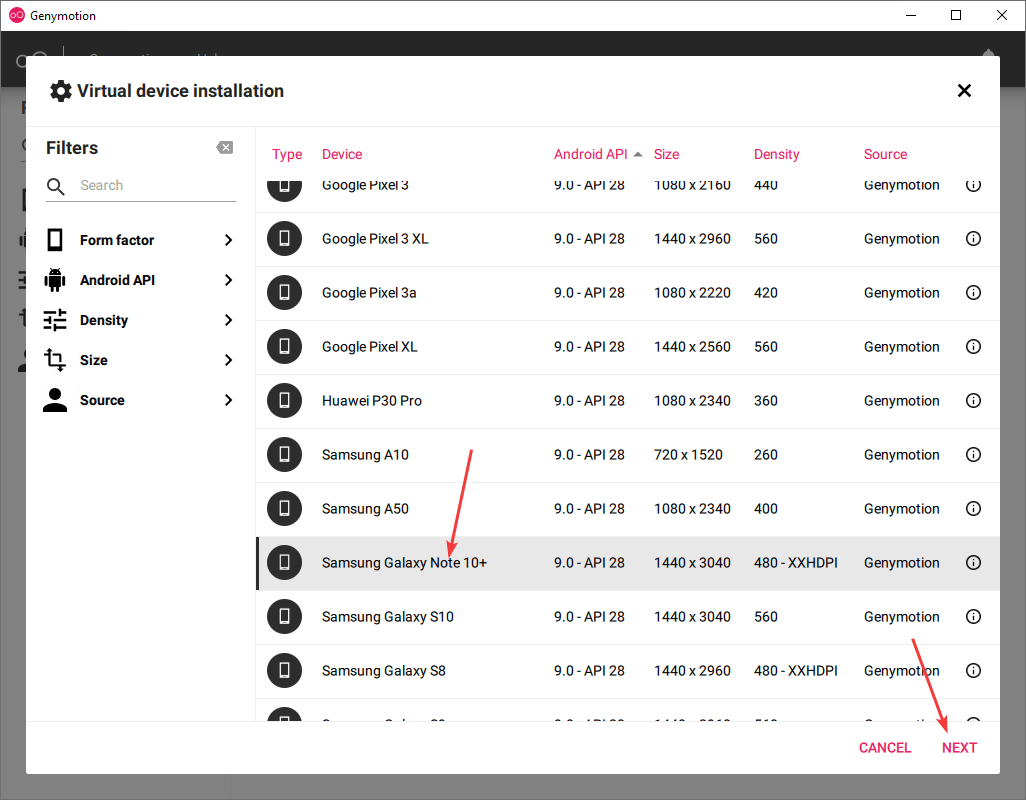 Genymotion
Virtual device installation
Filters
Search
Form factor
Android API
Density
Size
Source
Type Device Android API Size Density Source
Google Pixel 3 9.0 - API 28 1080 x 2160 440 Genymotion
Google Pixel 3 XL 9.0 - API 28 1440 x 2960 560 Genymotion
Google Pixel 3a 9.0 - API 28 1080 x 2220 420 Genymotion
Google Pixel XL 9.0 - API 28 1440 x 2560 560 Genymotion
Huawei P30 Pro 9.0 - API 28 1080 x 2340 360 Genymotion
Samsung A10 9.0 - API 28 720 x 1520 260 Genymotion
Samsung A50 9.0 - API 28 1080 x 2340 400 Genymotion
Samsung Galaxy Note 10+ 9.0 - API 28 1440 x 3040 480 - XXHDPI Genymotion
Samsung Galaxy S10 9.0 - API 28 1440 x 3040 560 Genymotion
Samsung Galaxy S8 9.0 - API 28 1440 x 2960 480 - XXHDPI Genymotion
CANCEL NEXT